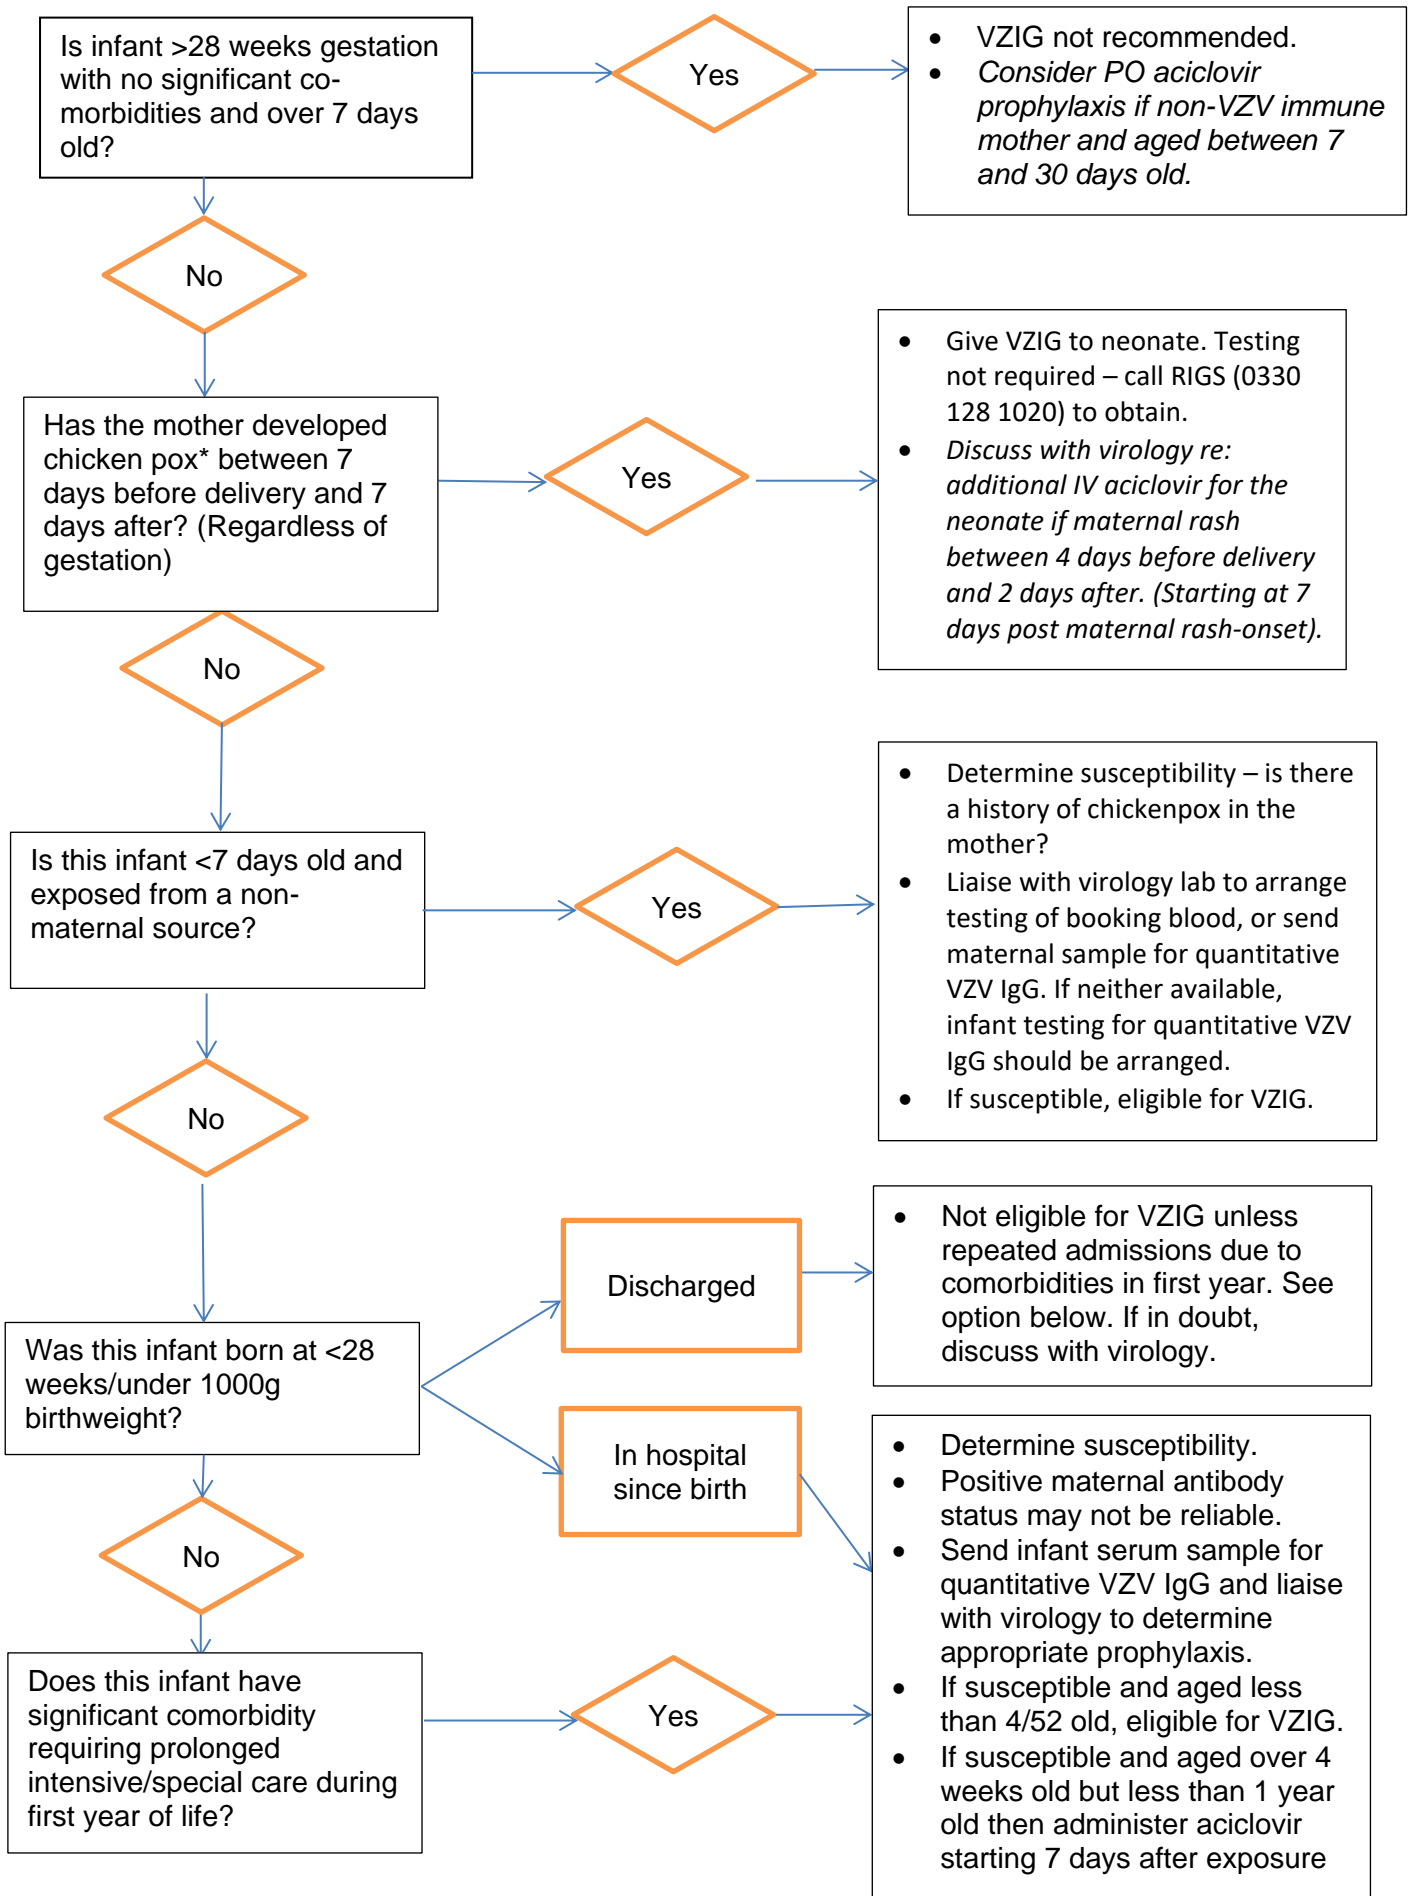 Is infant >28 weeks gestation
with no significant co-
morbidities and over 7 days
old?
Yes
• VZIG not recommended.
• Consider PO aciclovir
prophylaxis if non-VZV immune
mother and aged between 7
and 30 days old.
No
Has the mother developed
chicken pox* between 7
days before delivery and 7
days after? (Regardless of
gestation)
Yes
• Give VZIG to neonate. Testing
not required – call RIGS (0330
128 1020) to obtain.
• Discuss with virology re:
additional IV aciclovir for the
neonate if maternal rash
between 4 days before delivery
and 2 days after. (Starting at 7
days post maternal rash-onset).
No
Is this infant <7 days old and
exposed from a non-
maternal source?
Yes
• Determine susceptibility – is there
a history of chickenpox in the
mother?
• Liaise with virology lab to arrange
testing of booking blood, or send
maternal sample for quantitative
VZV IgG. If neither available,
infant testing for quantitative VZV
IgG should be arranged.
• If susceptible, eligible for VZIG.
No
Was this infant born at <28
weeks/under 1000g
birthweight?
Discharged
• Not eligible for VZIG unless
repeated admissions due to
comorbidities in first year. See
option below. If in doubt,
discuss with virology.
In hospital
since birth
• Determine susceptibility.
• Positive maternal antibody
status may not be reliable.
• Send infant serum sample for
quantitative VZV IgG and liaise
with virology to determine
appropriate prophylaxis.
• If susceptible and aged less
than 4/52 old, eligible for VZIG.
• If susceptible and aged over 4
weeks old but less than 1 year
old then administer aciclovir
starting 7 days after exposure
No
Does this infant have
significant comorbidity
requiring prolonged
intensive/special care during
first year of life?
Yes